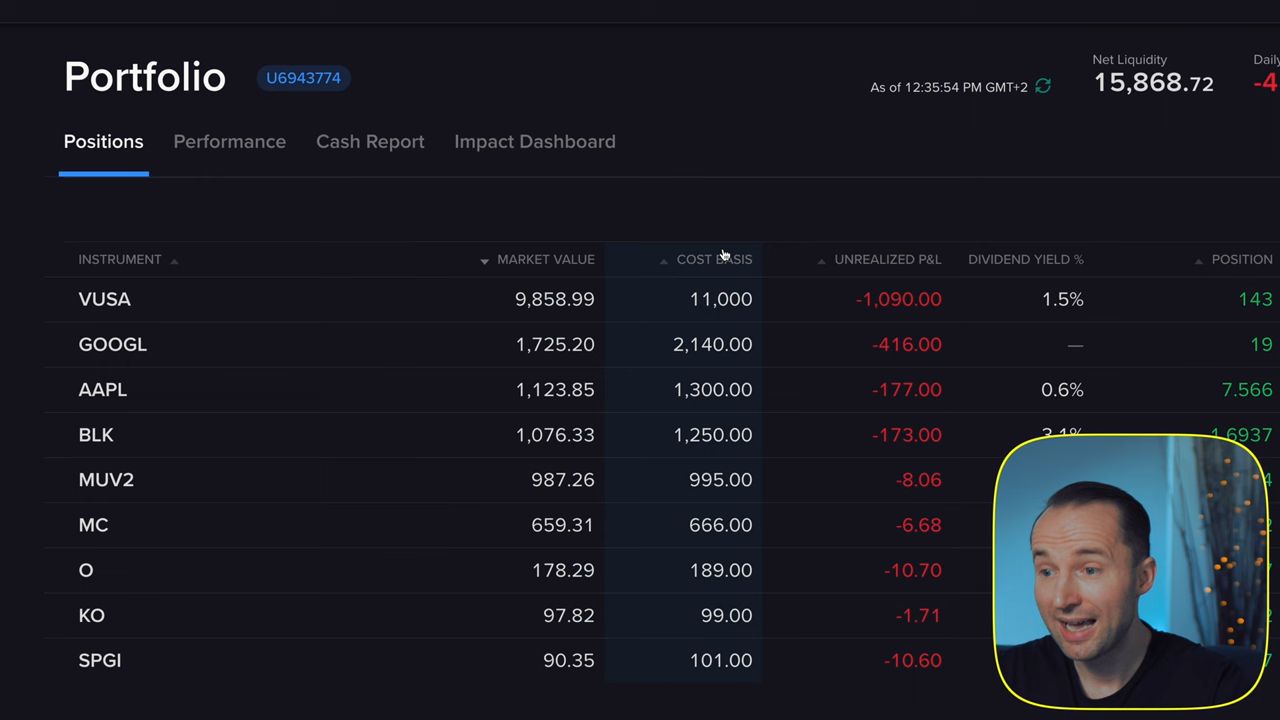 Portfolio U6943774
As of 12:35:54 PM GMT+2
Net Liquidity
15,868.72
Daily
-4
Positions Performance Cash Report Impact Dashboard
INSTRUMENT MARKET VALUE COST BASIS UNREALIZED P&L DIVIDEND YIELD % POSITION
VUSA 9,858.99 11,000 -1,090.00 1.5% 143
GOOGL 1,725.20 2,140.00 -416.00 — 19
AAPL 1,123.85 1,300.00 -177.00 0.6% 7.566
BLK 1,076.33 1,250.00 -173.00 3.1% 1.6937
MUV2 987.26 995.00 -8.06
MC 659.31 666.00 -6.68
O 178.29 189.00 -10.70
KO 97.82 99.00 -1.71
SPGI 90.35 101.00 -10.60